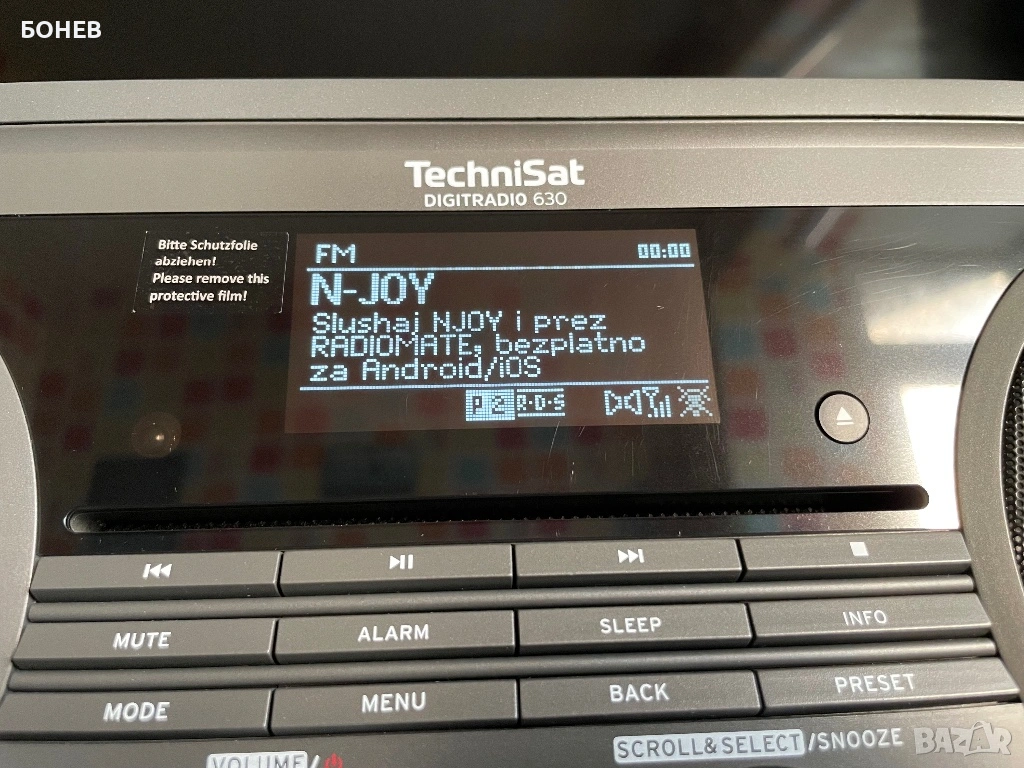 БОНЕВ
TechniSat
DIGITRADIO 630
Bitte Schutzfolie
abziehen!
Please remove this
protective film!
FM 00:00
N-JOY
Slushaj NJOY i prez
RADIOMATE, bezplatno
za Android/iOS
R·D·S
MUTE ALARM SLEEP INFO
MODE MENU BACK PRESET
VOLUME/
SCROLL&SELECT/SNOOZE
BAZAR